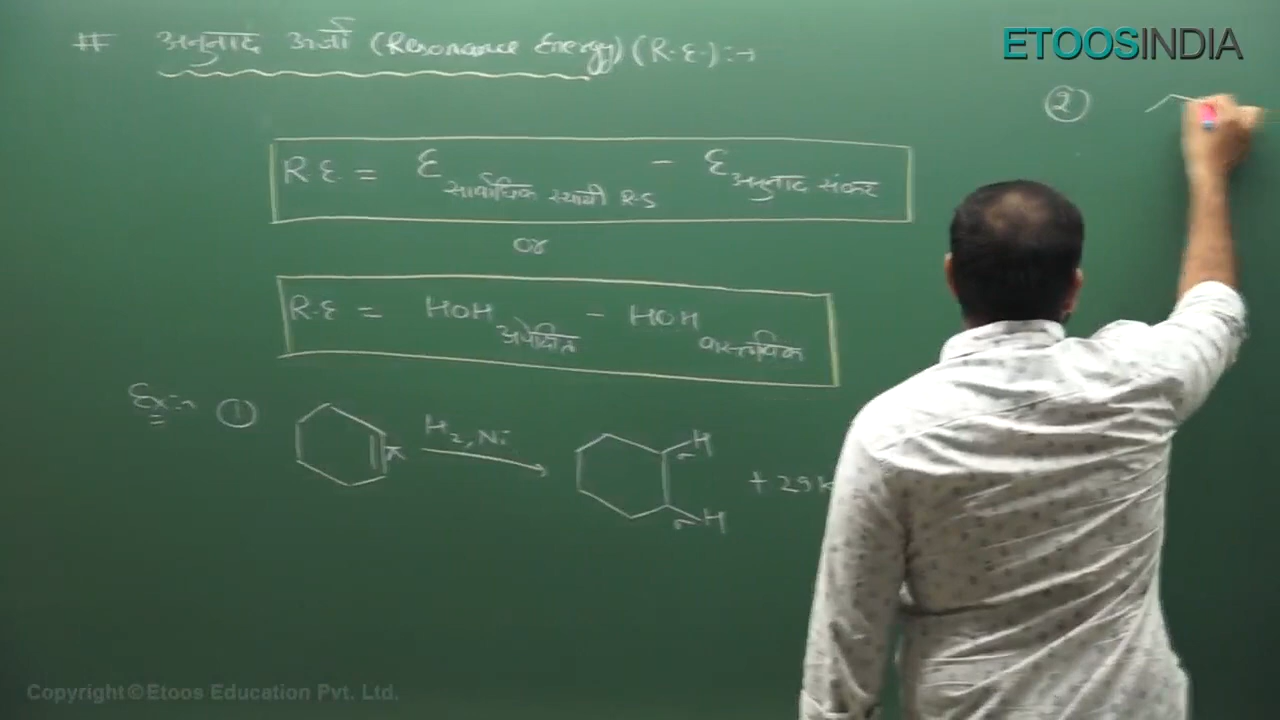 # अनुनाद ऊर्जा (Resonance Energy) (R.E.) :→
ETOOSINDIA
②
R.E = E सर्वाधिक स्थायी R.S - E अनुनाद संकर
or
R.E = HOH अपेक्षित - HOH वास्तविक
Ex:→ ① π H₂, Ni H H + 29 K
Copyright © Etoos Education Pvt. Ltd.